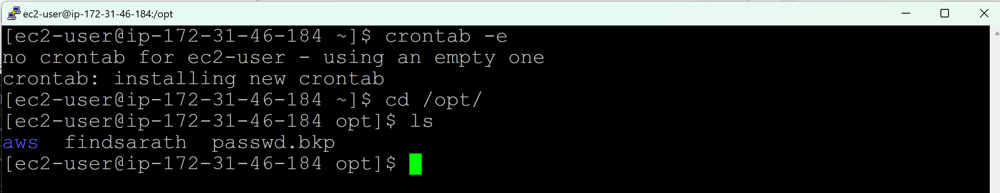 ec2-user@ip-172-31-46-184:/opt
[ec2-user@ip-172-31-46-184 ~]$ crontab -e
no crontab for ec2-user - using an empty one
crontab: installing new crontab
[ec2-user@ip-172-31-46-184 ~]$ cd /opt/
[ec2-user@ip-172-31-46-184 opt]$ ls
aws  findsarath  passwd.bkp
[ec2-user@ip-172-31-46-184 opt]$